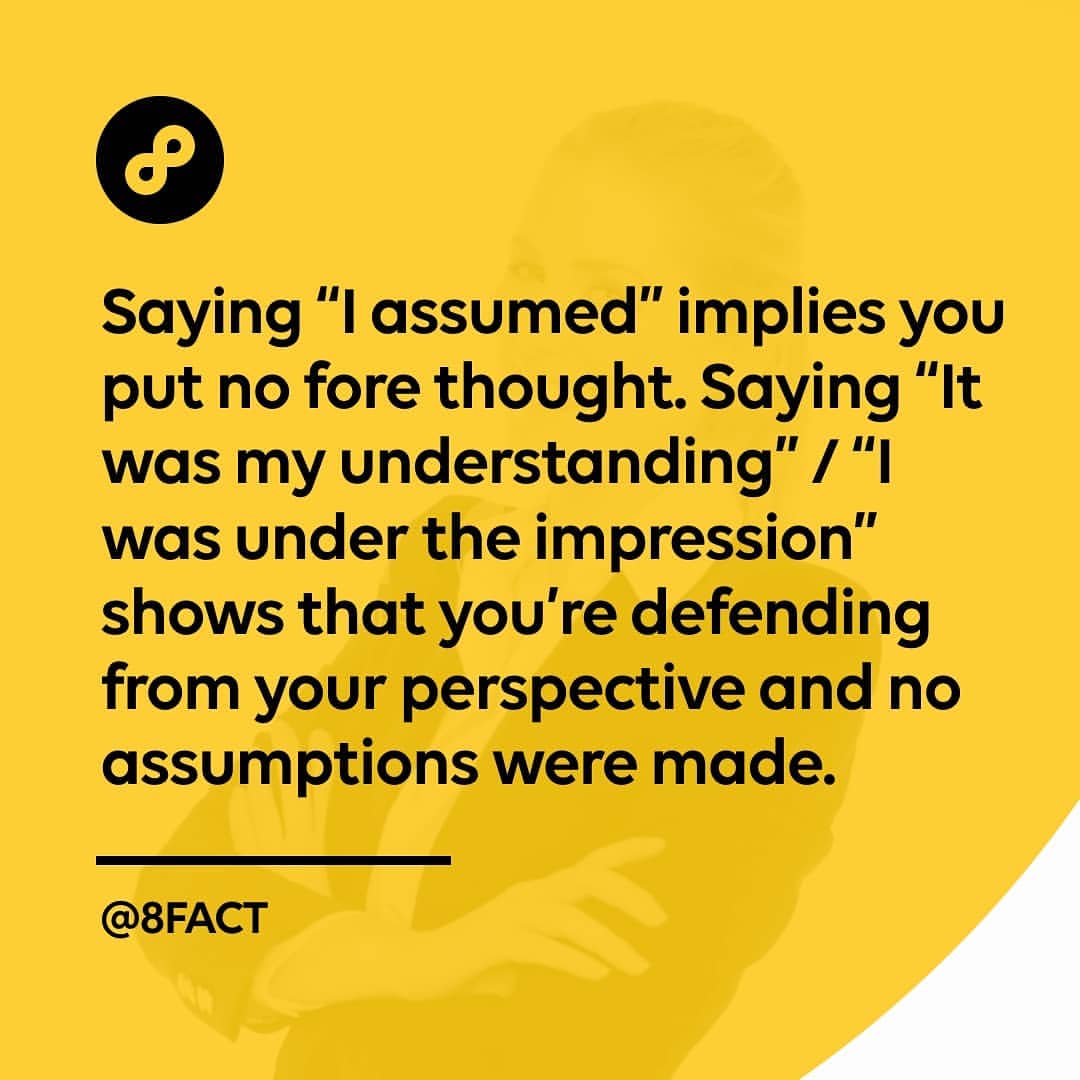 Saying “I assumed” implies you
put no fore thought. Saying “It
was my understanding” / “I
was under the impression”
shows that you’re defending
from your perspective and no
assumptions were made.
@8FACT